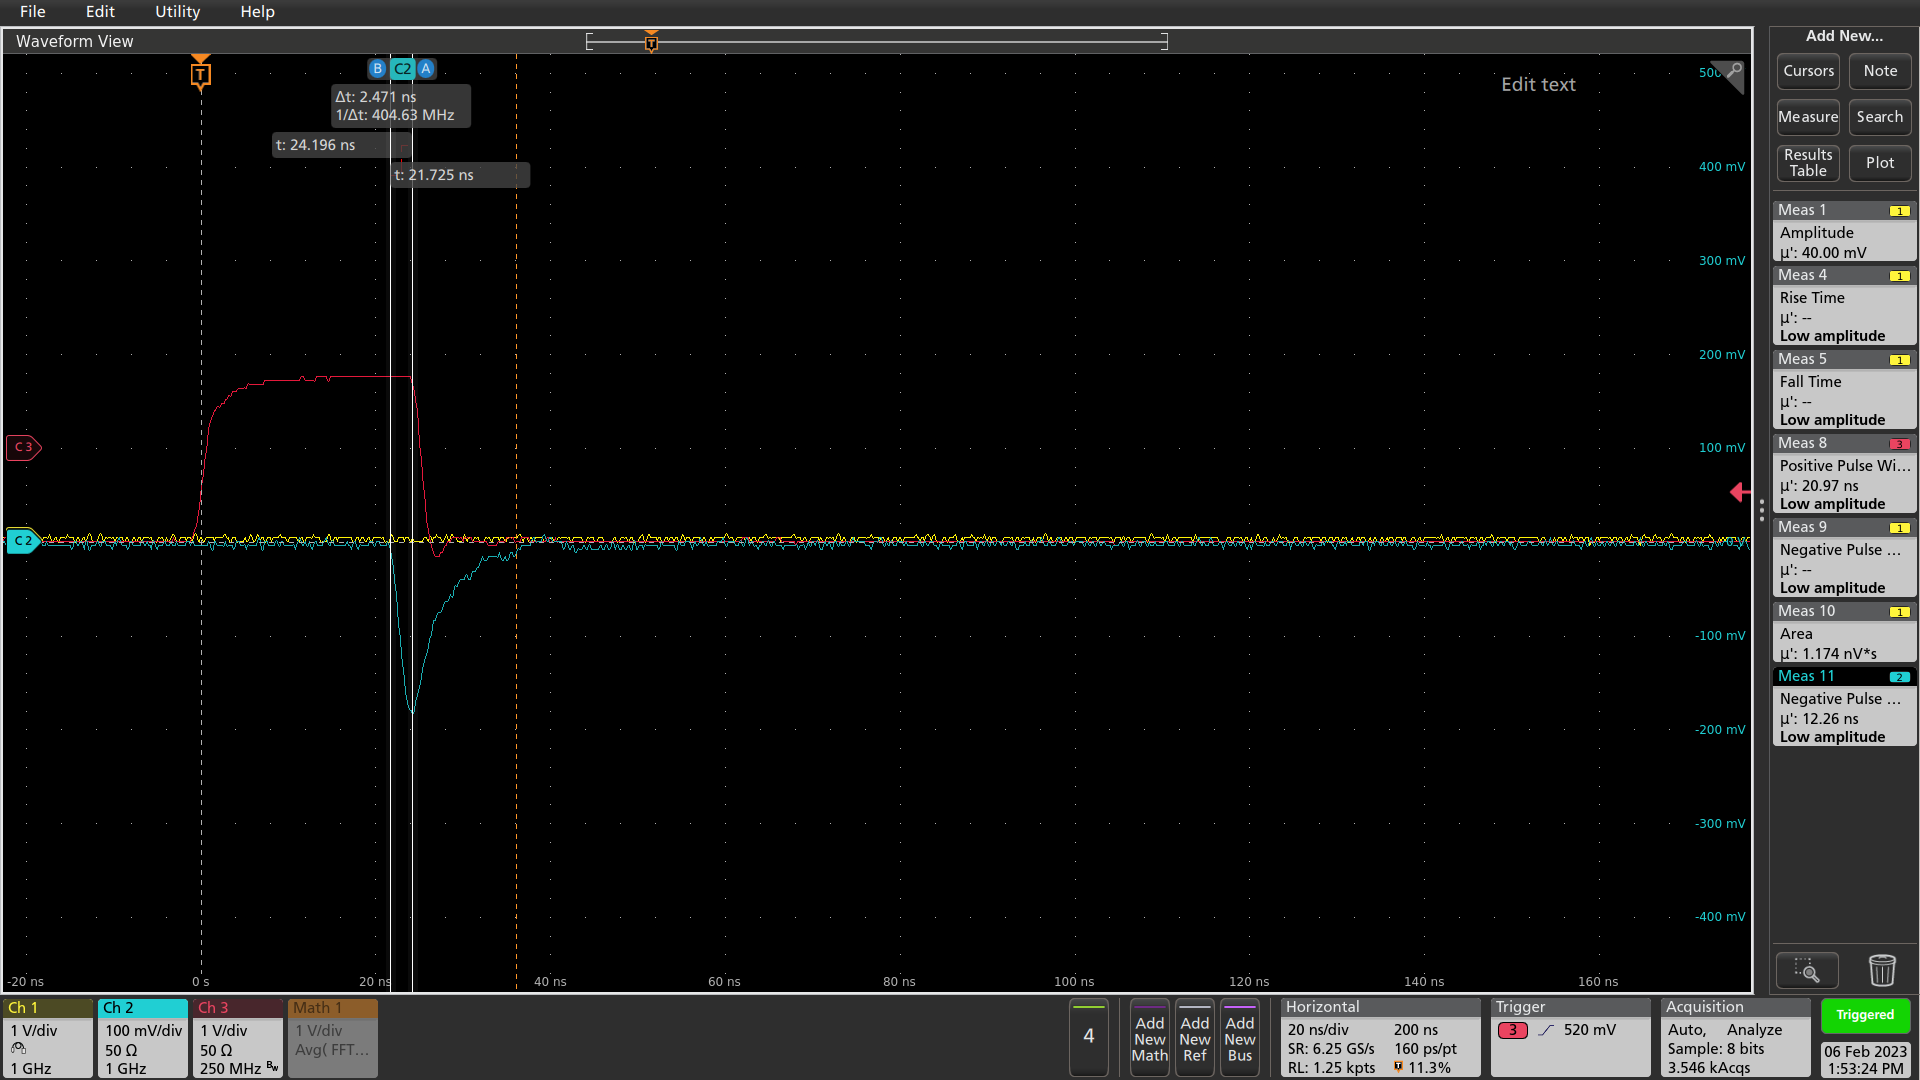 File Edit Utility Help
Waveform View
Add New...
T
T
B C2 A
Edit text
Cursors Note
Measure Search
Results Table Plot
Δt: 2.471 ns
1/Δt: 404.63 MHz
t: 24.196 ns
t: 21.725 ns
400 mV
300 mV
200 mV
100 mV
-100 mV
-200 mV
-300 mV
-400 mV
C 3
C 2
-20 ns 0 s 20 ns 40 ns 60 ns 80 ns 100 ns 120 ns 140 ns 160 ns
Meas 1 1
Amplitude
µ': 40.00 mV
Meas 4 1
Rise Time
µ': --
Low amplitude
Meas 5 1
Fall Time
µ': --
Low amplitude
Meas 8 3
Positive Pulse Wi...
µ': 20.97 ns
Low amplitude
Meas 9 1
Negative Pulse ...
µ': --
Low amplitude
Meas 10 1
Area
µ': 1.174 nV*s
Meas 11 2
Negative Pulse ...
µ': 12.26 ns
Low amplitude
Ch 1
1 V/div
1 GHz
Ch 2
100 mV/div
50 Ω
1 GHz
Ch 3
1 V/div
50 Ω
250 MHz Bw
Math 1
1 V/div
Avg( FFT...
4
Add New Math
Add New Ref
Add New Bus
Horizontal
20 ns/div 200 ns
SR: 6.25 GS/s 160 ps/pt
RL: 1.25 kpts T 11.3%
Trigger
3 520 mV
Acquisition
Auto, Analyze
Sample: 8 bits
3.546 kAcqs
Triggered
06 Feb 2023
1:53:24 PM